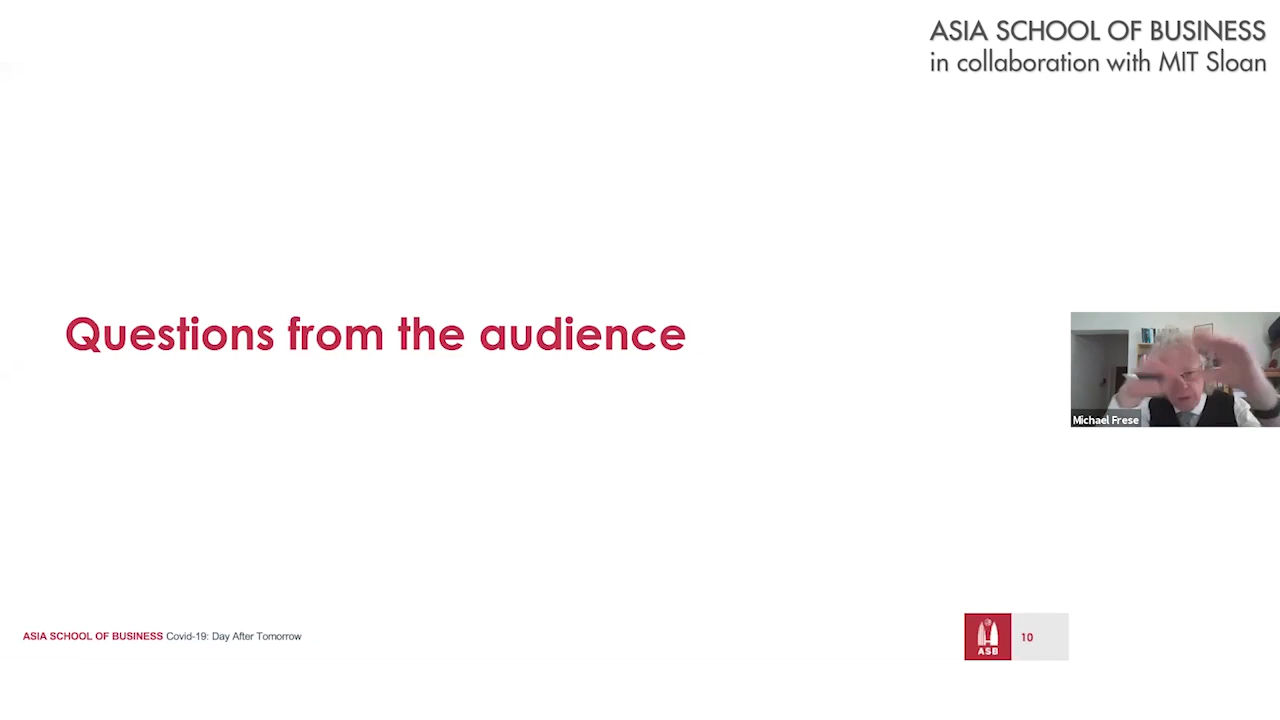 ASIA SCHOOL OF BUSINESS
in collaboration with MIT Sloan
Questions from the audience
Michael Frese
ASIA SCHOOL OF BUSINESS Covid-19: Day After Tomorrow
ASB
10